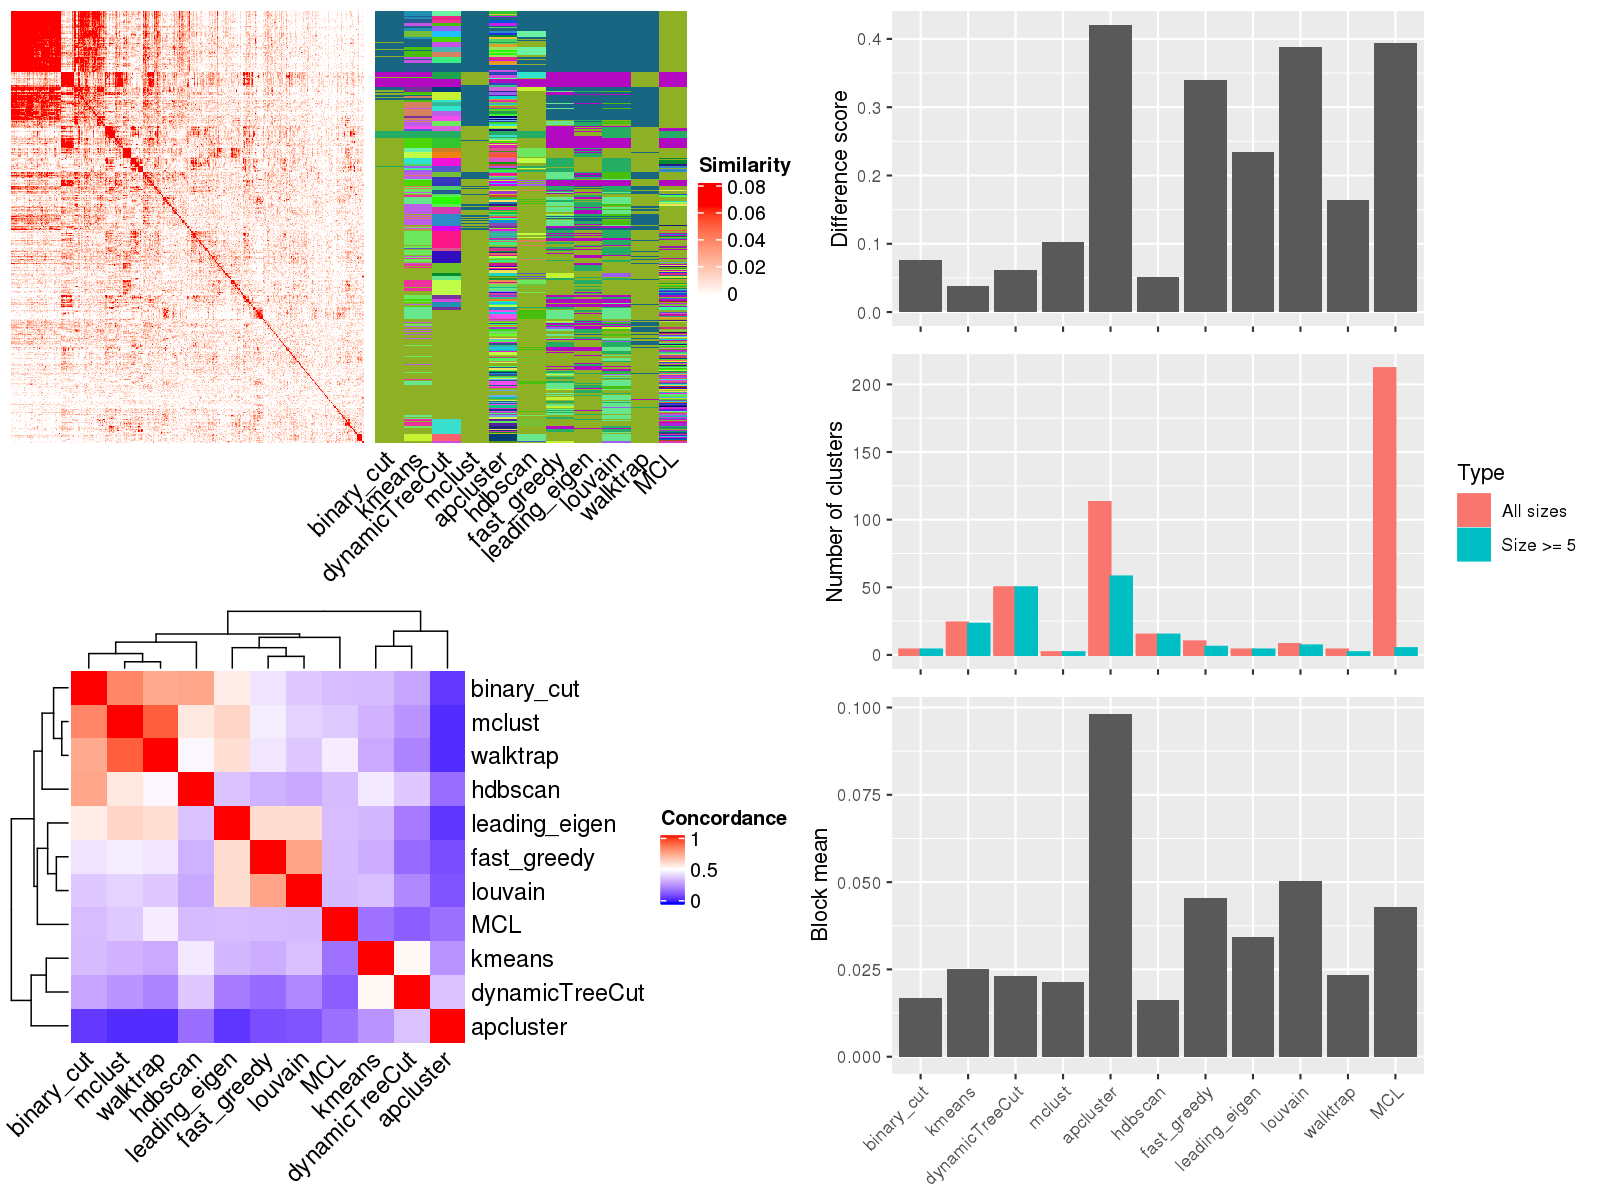 Similarity
0.08
0.06
0.04
0.02
0
binary_cut
kmeans
dynamicTreeCut
mclust
apcluster
hdbscan
fast_greedy
leading_eigen
louvain
walktrap
MCL
Difference score
0.4
0.3
0.2
0.1
0.0
Number of clusters
200
150
100
50
0
Type
All sizes
Size >= 5
binary_cut
mclust
walktrap
hdbscan
leading_eigen
fast_greedy
louvain
MCL
kmeans
dynamicTreeCut
apcluster
Concordance
1
0.5
0
binary_cut
mclust
walktrap
hdbscan
leading_eigen
fast_greedy
louvain
MCL
kmeans
dynamicTreeCut
apcluster
Block mean
0.100
0.075
0.050
0.025
0.000
binary_cut
kmeans
dynamicTreeCut
mclust
apcluster
hdbscan
fast_greedy
leading_eigen
louvain
walktrap
MCL